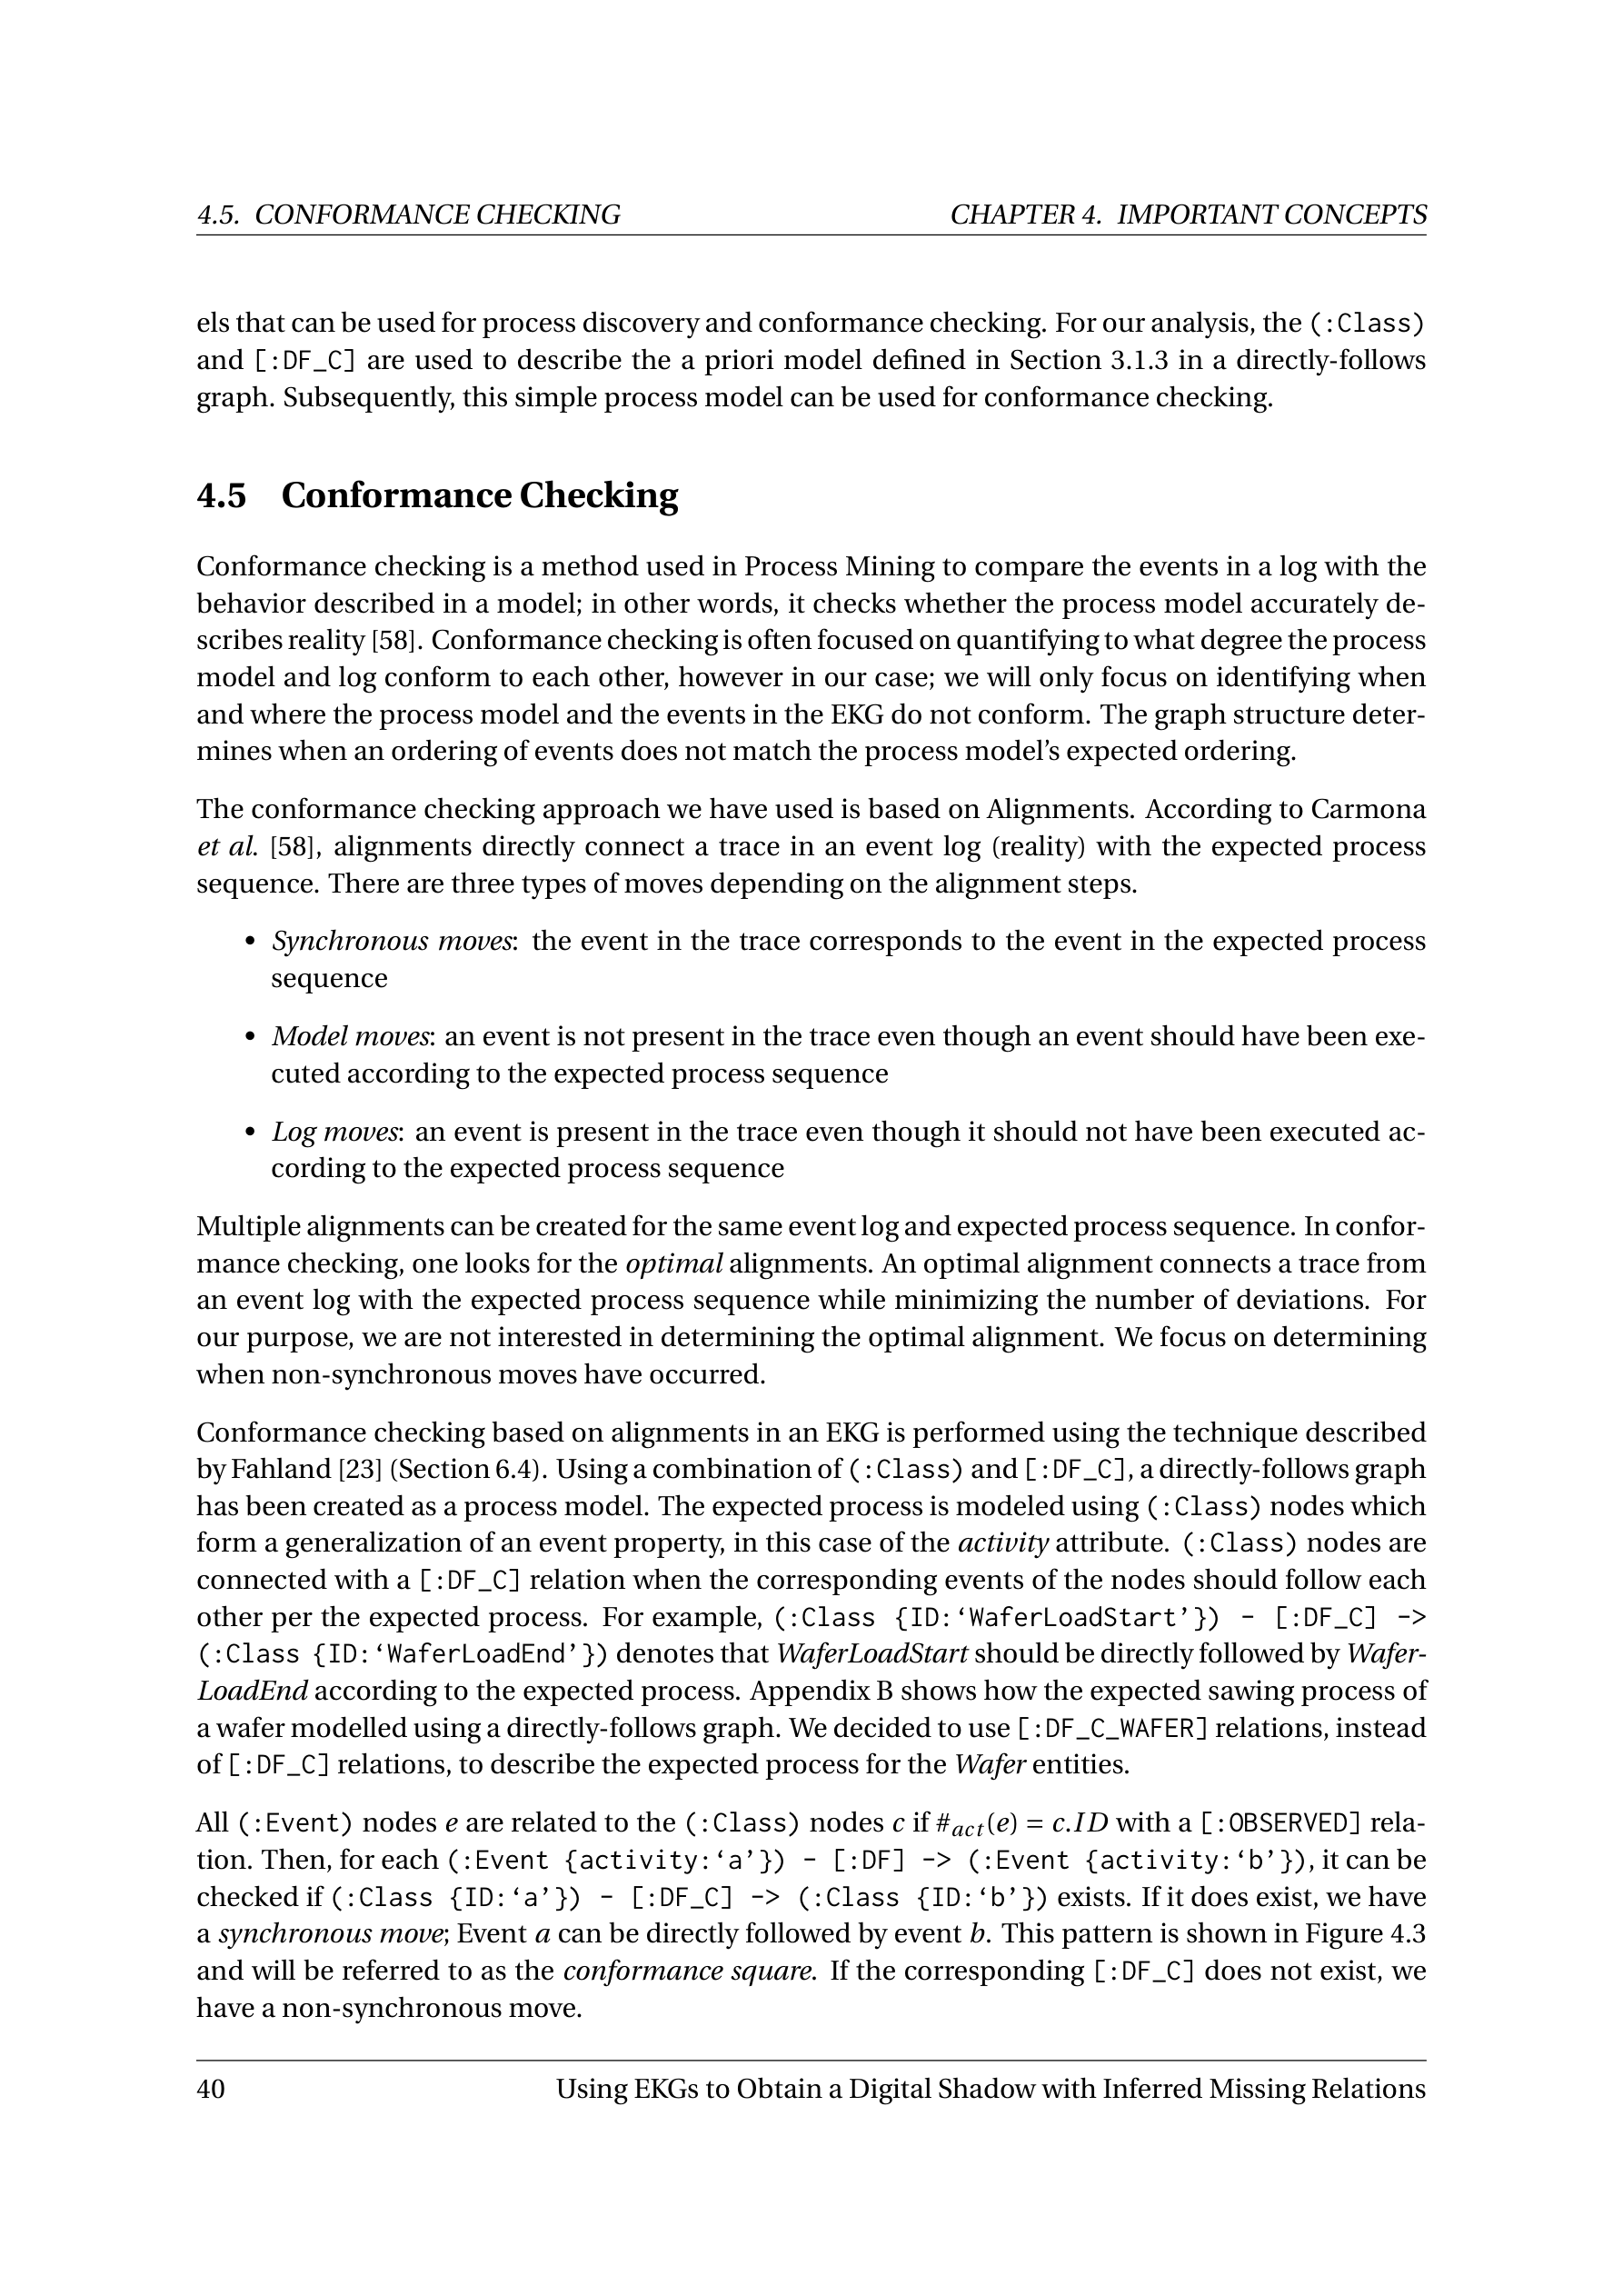 4.5. CONFORMANCE CHECKING CHAPTER 4. IMPORTANT CONCEPTS
els that can be used for process discovery and conformance checking. For our analysis, the (:Class)
and [:DF_C] are used to describe the a priori model defined in Section 3.1.3 in a directly-follows
graph. Subsequently, this simple process model can be used for conformance checking.
4.5 Conformance Checking
Conformance checking is a method used in Process Mining to compare the events in a log with the
behavior described in a model; in other words, it checks whether the process model accurately de-
scribes reality [58]. Conformance checking is often focused on quantifying to what degree the process
model and log conform to each other, however in our case; we will only focus on identifying when
and where the process model and the events in the EKG do not conform. The graph structure deter-
mines when an ordering of events does not match the process model's expected ordering.
The conformance checking approach we have used is based on Alignments. According to Carmona
et al. [58], alignments directly connect a trace in an event log (reality) with the expected process
sequence. There are three types of moves depending on the alignment steps.
• Synchronous moves: the event in the trace corresponds to the event in the expected process
sequence
• Model moves: an event is not present in the trace even though an event should have been exe-
cuted according to the expected process sequence
• Log moves: an event is present in the trace even though it should not have been executed ac-
cording to the expected process sequence
Multiple alignments can be created for the same event log and expected process sequence. In confor-
mance checking, one looks for the optimal alignments. An optimal alignment connects a trace from
an event log with the expected process sequence while minimizing the number of deviations. For
our purpose, we are not interested in determining the optimal alignment. We focus on determining
when non-synchronous moves have occurred.
Conformance checking based on alignments in an EKG is performed using the technique described
by Fahland [23] (Section 6.4). Using a combination of (:Class) and [:DF_C], a directly-follows graph
has been created as a process model. The expected process is modeled using (:Class) nodes which
form a generalization of an event property, in this case of the activity attribute. (:Class) nodes are
connected with a [:DF_C] relation when the corresponding events of the nodes should follow each
other per the expected process. For example, (:Class {ID:‘WaferLoadStart’}) - [:DF_C] ->
(:Class {ID:‘WaferLoadEnd’}) denotes that WaferLoadStart should be directly followed by Wafer-
LoadEnd according to the expected process. Appendix B shows how the expected sawing process of
a wafer modelled using a directly-follows graph. We decided to use [:DF_C_WAFER] relations, instead
of [:DF_C] relations, to describe the expected process for the Wafer entities.
All (:Event) nodes e are related to the (:Class) nodes c if #act(e) = c.ID with a [:OBSERVED] rela-
tion. Then, for each (:Event {activity:‘a’}) - [:DF] -> (:Event {activity:‘b’}), it can be
checked if (:Class {ID:‘a’}) - [:DF_C] -> (:Class {ID:‘b’}) exists. If it does exist, we have
a synchronous move; Event a can be directly followed by event b. This pattern is shown in Figure 4.3
and will be referred to as the conformance square. If the corresponding [:DF_C] does not exist, we
have a non-synchronous move.
40 Using EKGs to Obtain a Digital Shadow with Inferred Missing Relations